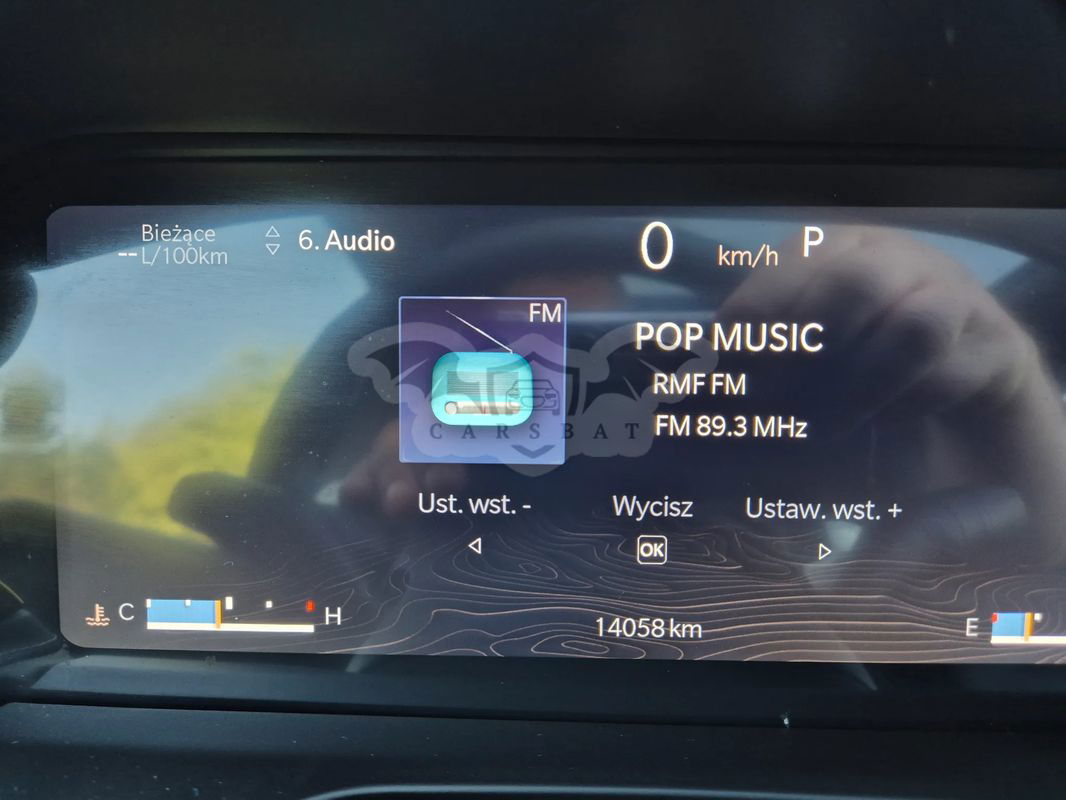 Bieżące
--L/100km
6. Audio
0 km/h P
FM
POP MUSIC
RMF FM
FM 89.3 MHz
CARSBAT
Ust. wst. -
Wycisz
Ustaw. wst. +
OK
C
H
14058 km
E